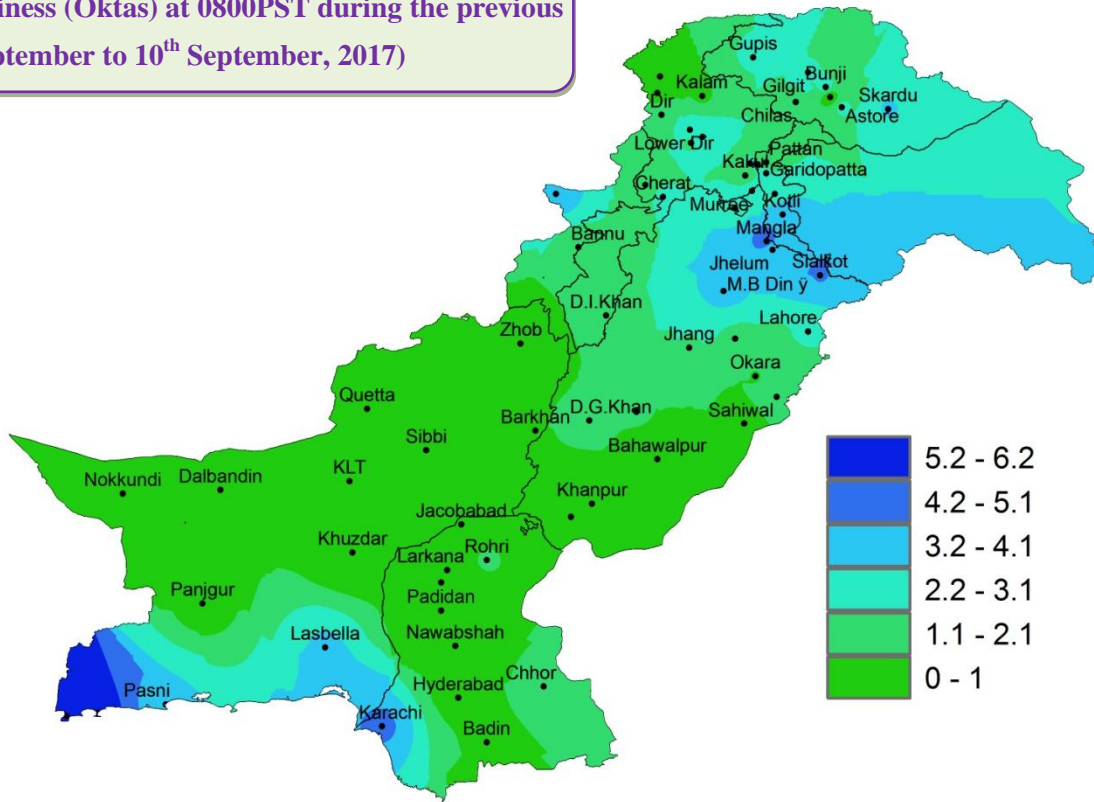 iness (Oktas) at 0800PST during the previous
ptember to 10th September, 2017)
Gupis
Bunji
Kalam
Gilgit
Skardu
Dir
Chilas
Astore
Lower Dir
Pattan
Kakul
Garidopatta
Cherat
Murree
Kotli
Bannu
Mangla
Jhelum
Sialkot
M.B Din ÿ
D.I.Khan
Lahore
Zhob
Jhang
Okara
Quetta
D.G.Khan
Sahiwal
Barkhan
Sibbi
Bahawalpur
Nokkundi
Dalbandin
KLT
Khanpur
Jacobabad
Khuzdar
Rohri
Larkana
Panjgur
Padidan
Lasbella
Nawabshah
Chhor
Pasni
Hyderabad
Karachi
Badin
5.2 - 6.2
4.2 - 5.1
3.2 - 4.1
2.2 - 3.1
1.1 - 2.1
0 - 1